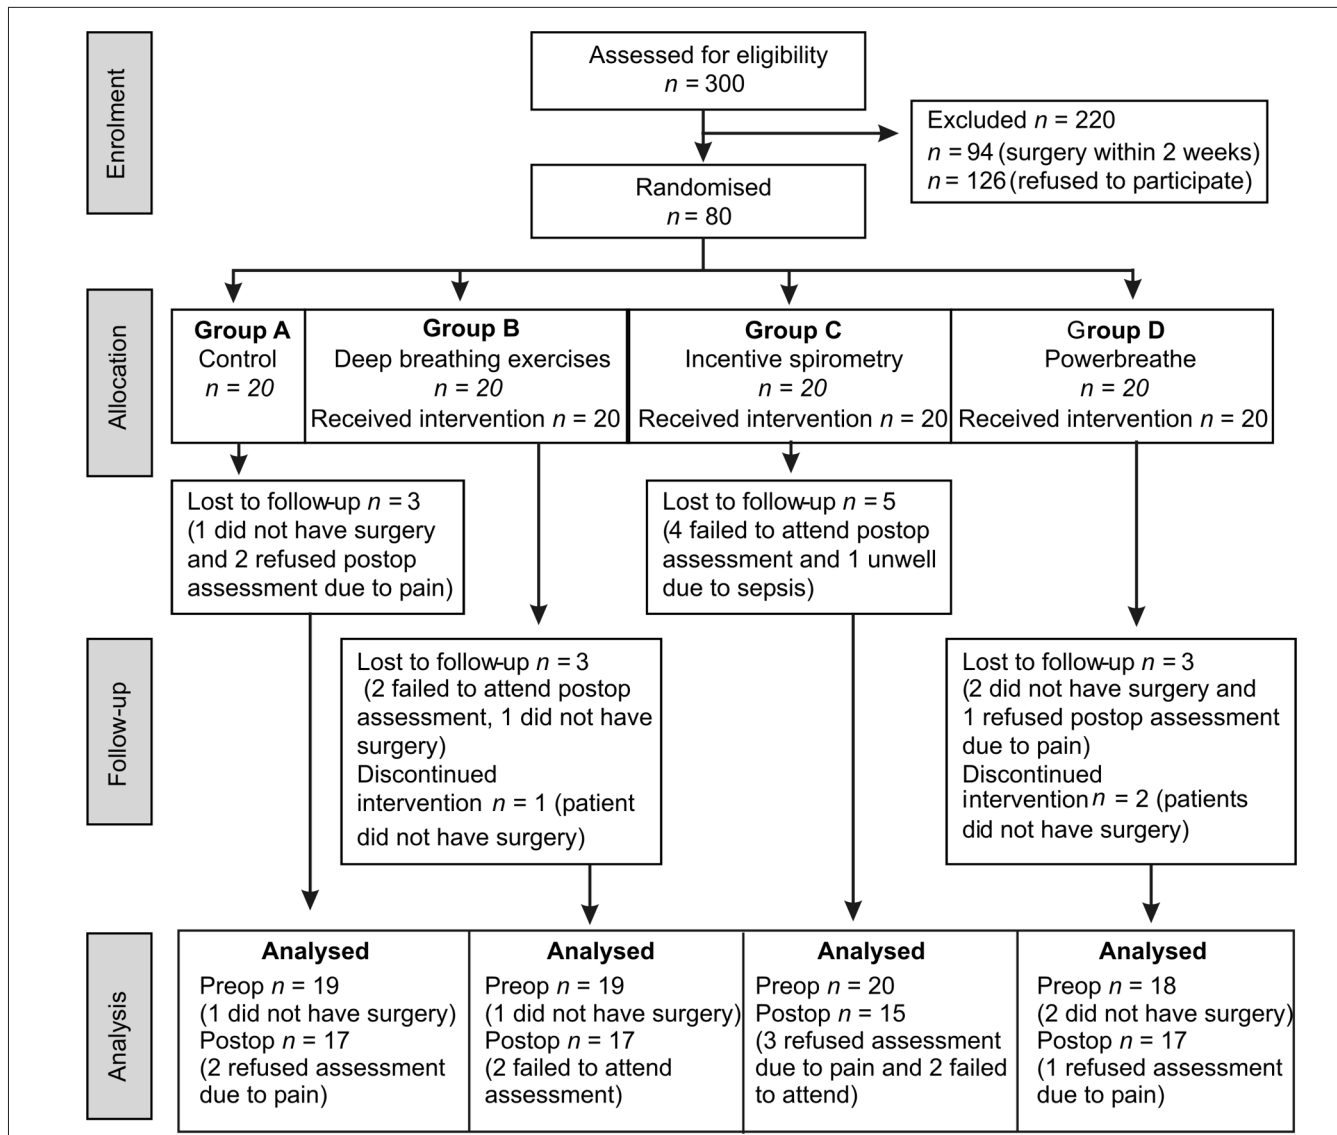 Enrolment
Assessed for eligibility
n = 300
Excluded n = 220
n = 94 (surgery within 2 weeks)
n = 126 (refused to participate)
Randomised
n = 80
Allocation
Group A
Control
n = 20
Group B
Deep breathing exercises
n = 20
Received intervention n = 20
Group C
Incentive spirometry
n = 20
Received intervention n = 20
Group D
Powerbreathe
n = 20
Received intervention n = 20
Lost to follow-up n = 3
(1 did not have surgery
and 2 refused postop
assessment due to pain)
Lost to follow-up n = 5
(4 failed to attend postop
assessment and 1 unwell
due to sepsis)
Follow-up
Lost to follow-up n = 3
(2 failed to attend postop
assessment, 1 did not have
surgery)
Discontinued
intervention n = 1 (patient
did not have surgery)
Lost to follow-up n = 3
(2 did not have surgery and
1 refused postop assessment
due to pain)
Discontinued
intervention n = 2 (patients
did not have surgery)
Analysis
Analysed
Preop n = 19
(1 did not have surgery)
Postop n = 17
(2 refused assessment
due to pain)
Analysed
Preop n = 19
(1 did not have surgery)
Postop n = 17
(2 failed to attend
assessment)
Analysed
Preop n = 20
Postop n = 15
(3 refused assessment
due to pain and 2 failed
to attend)
Analysed
Preop n = 18
(2 did not have surgery)
Postop n = 17
(1 refused assessment
due to pain)